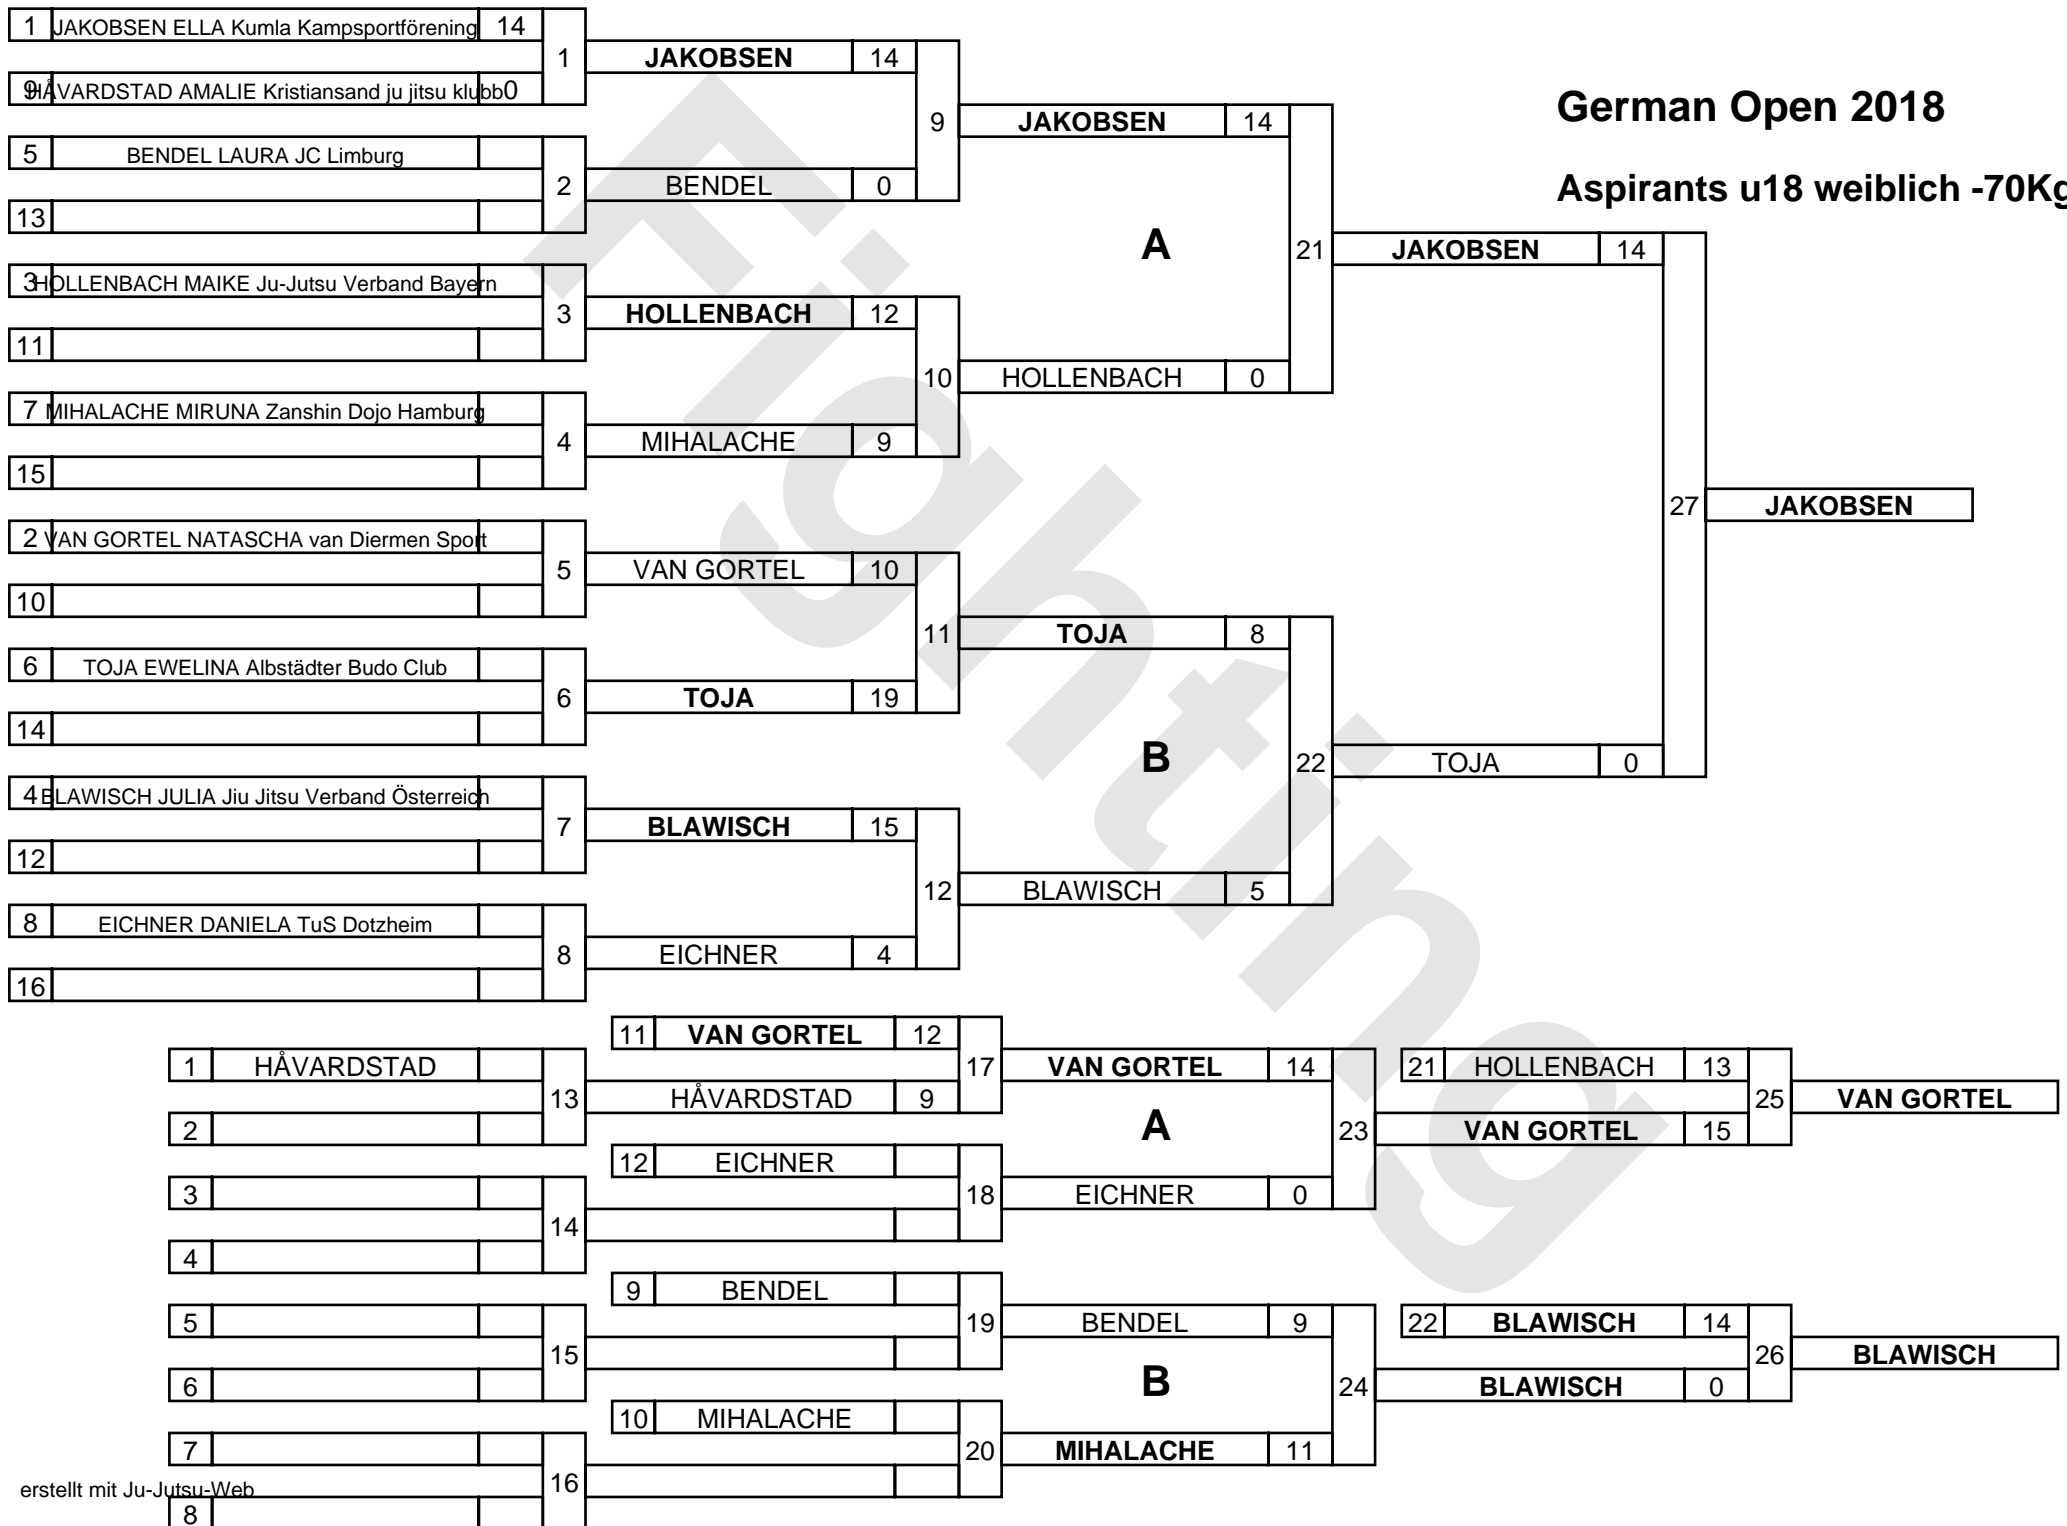 German Open 2018
Aspirants u18 weiblich -70Kg
1 JAKOBSEN ELLA Kumla Kampsportförening 14
9 HÅVARDSTAD AMALIE Kristiansand ju jitsu klubb 0
1
5 BENDEL LAURA JC Limburg
13
2
3 HOLLENBACH MAIKE Ju-Jutsu Verband Bayern
11
3
7 MIHALACHE MIRUNA Zanshin Dojo Hamburg
15
4
2 VAN GORTEL NATASCHA van Diermen Sport
10
5
6 TOJA EWELINA Albstädter Budo Club
14
6
4 BLAWISCH JULIA Jiu Jitsu Verband Österreich
12
7
8 EICHNER DANIELA TuS Dotzheim
16
8
JAKOBSEN 14
BENDEL 0
9
HOLLENBACH 12
MIHALACHE 9
10
VAN GORTEL 10
TOJA 19
11
BLAWISCH 15
EICHNER 4
12
JAKOBSEN 14
A
HOLLENBACH 0
21
TOJA 8
B
BLAWISCH 5
22
JAKOBSEN 14
TOJA 0
27
JAKOBSEN
1 HÅVARDSTAD
2
13
3
4
14
5
6
15
7
8
16
11 VAN GORTEL 12
HÅVARDSTAD 9
17
12 EICHNER
18
9 BENDEL
19
10 MIHALACHE
20
VAN GORTEL 14
A
EICHNER 0
23
BENDEL 9
B
MIHALACHE 11
24
21 HOLLENBACH 13
VAN GORTEL 15
25
VAN GORTEL
22 BLAWISCH 14
BLAWISCH 0
26
BLAWISCH
erstellt mit Ju-Jutsu-Web
Fighting